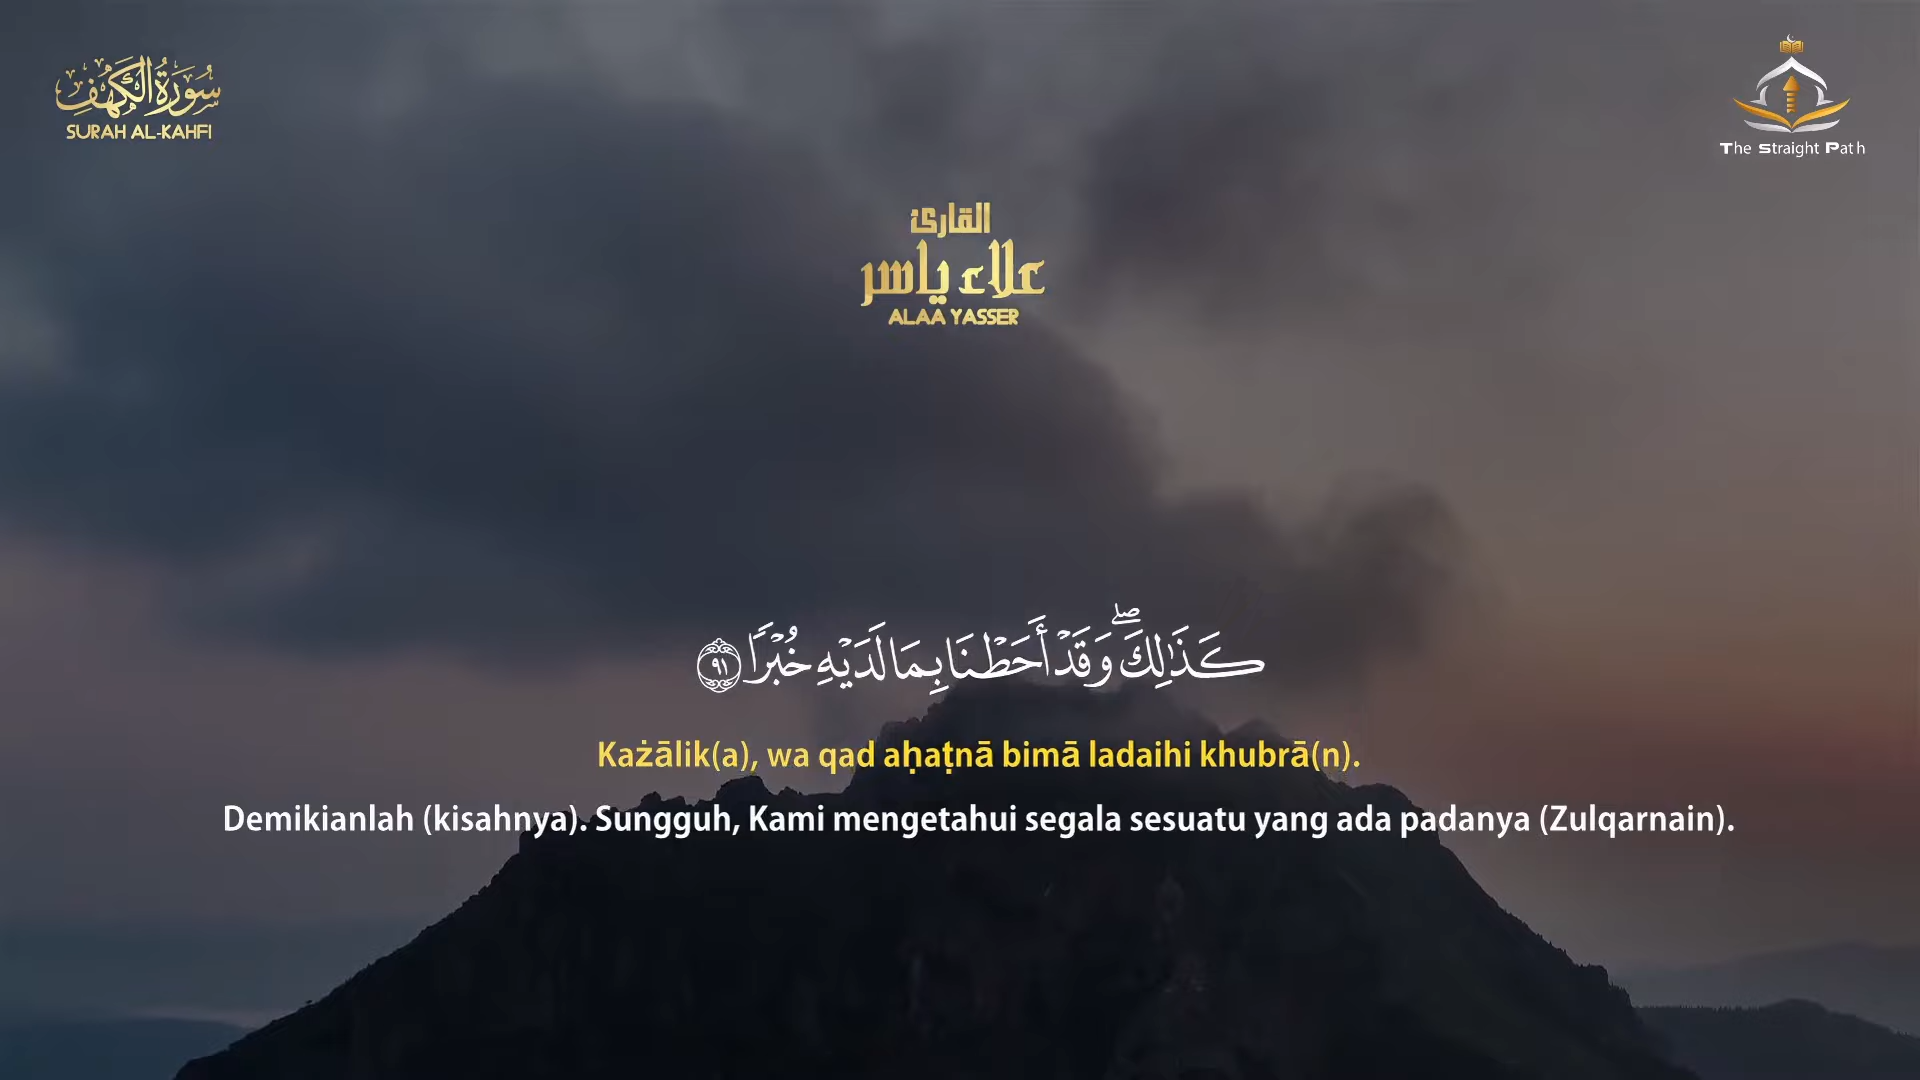 سُورَةُ الْكَهْفِ
SURAH AL-KAHFI
The Straight Path
القارئ
علاء ياسر
ALAA YASSER
كَذَٰلِكَۖ وَقَدْ أَحَطْنَا بِمَا لَدَيْهِ خُبْرًا ٩١
Każālik(a), wa qad aḥaṭnā bimā ladaihi khubrā(n).
Demikianlah (kisahnya). Sungguh, Kami mengetahui segala sesuatu yang ada padanya (Zulqarnain).